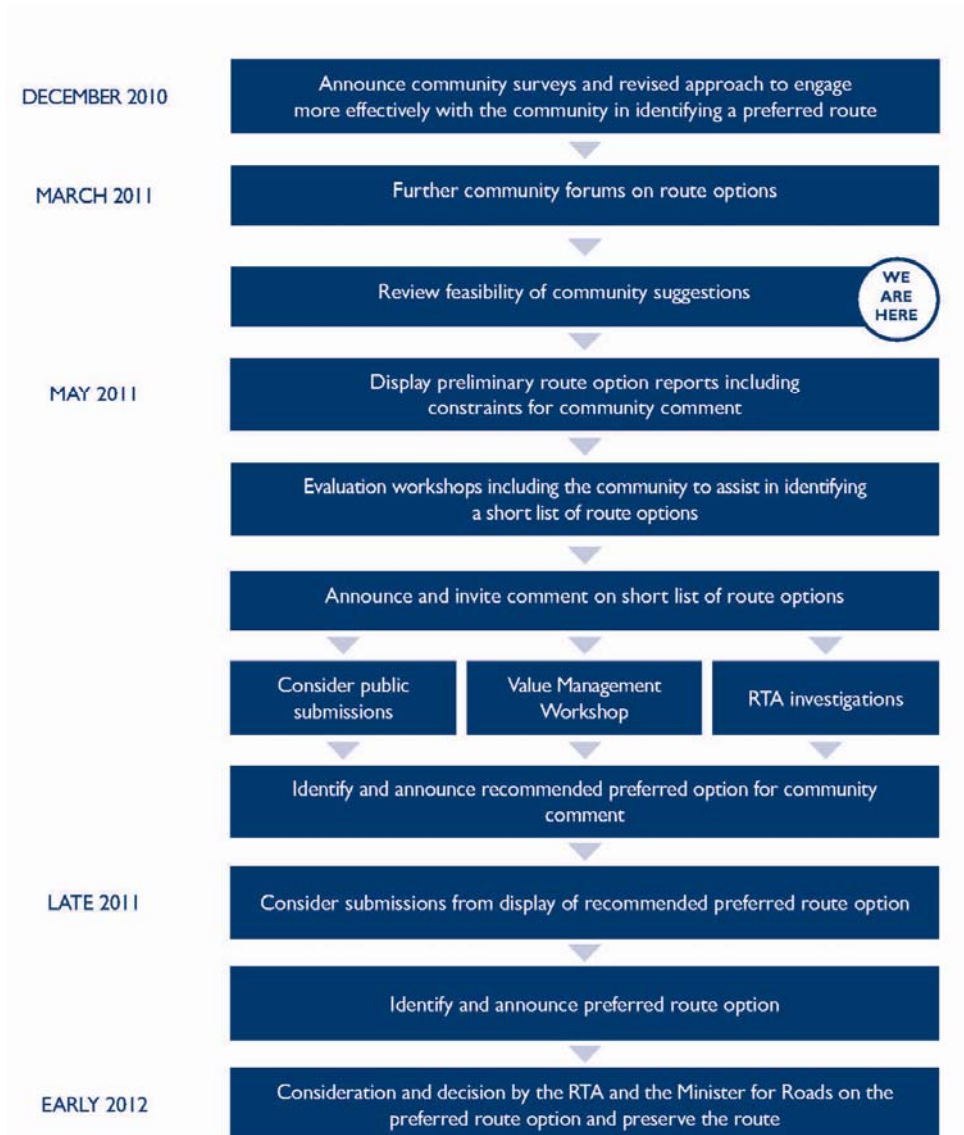 DECEMBER 2010
Announce community surveys and revised approach to engage
more effectively with the community in identifying a preferred route
MARCH 2011
Further community forums on route options
Review feasibility of community suggestions
WE
ARE
HERE
MAY 2011
Display preliminary route option reports including
constraints for community comment
Evaluation workshops including the community to assist in identifying
a short list of route options
Announce and invite comment on short list of route options
Consider public
submissions
Value Management
Workshop
RTA investigations
Identify and announce recommended preferred option for community
comment
LATE 2011
Consider submissions from display of recommended preferred route option
Identify and announce preferred route option
EARLY 2012
Consideration and decision by the RTA and the Minister for Roads on the
preferred route option and preserve the route